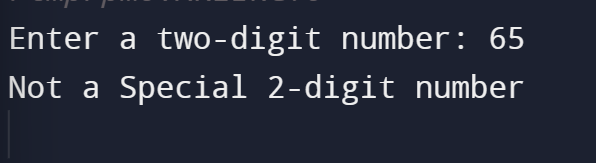 Enter a two-digit number: 65
Not a Special 2-digit number